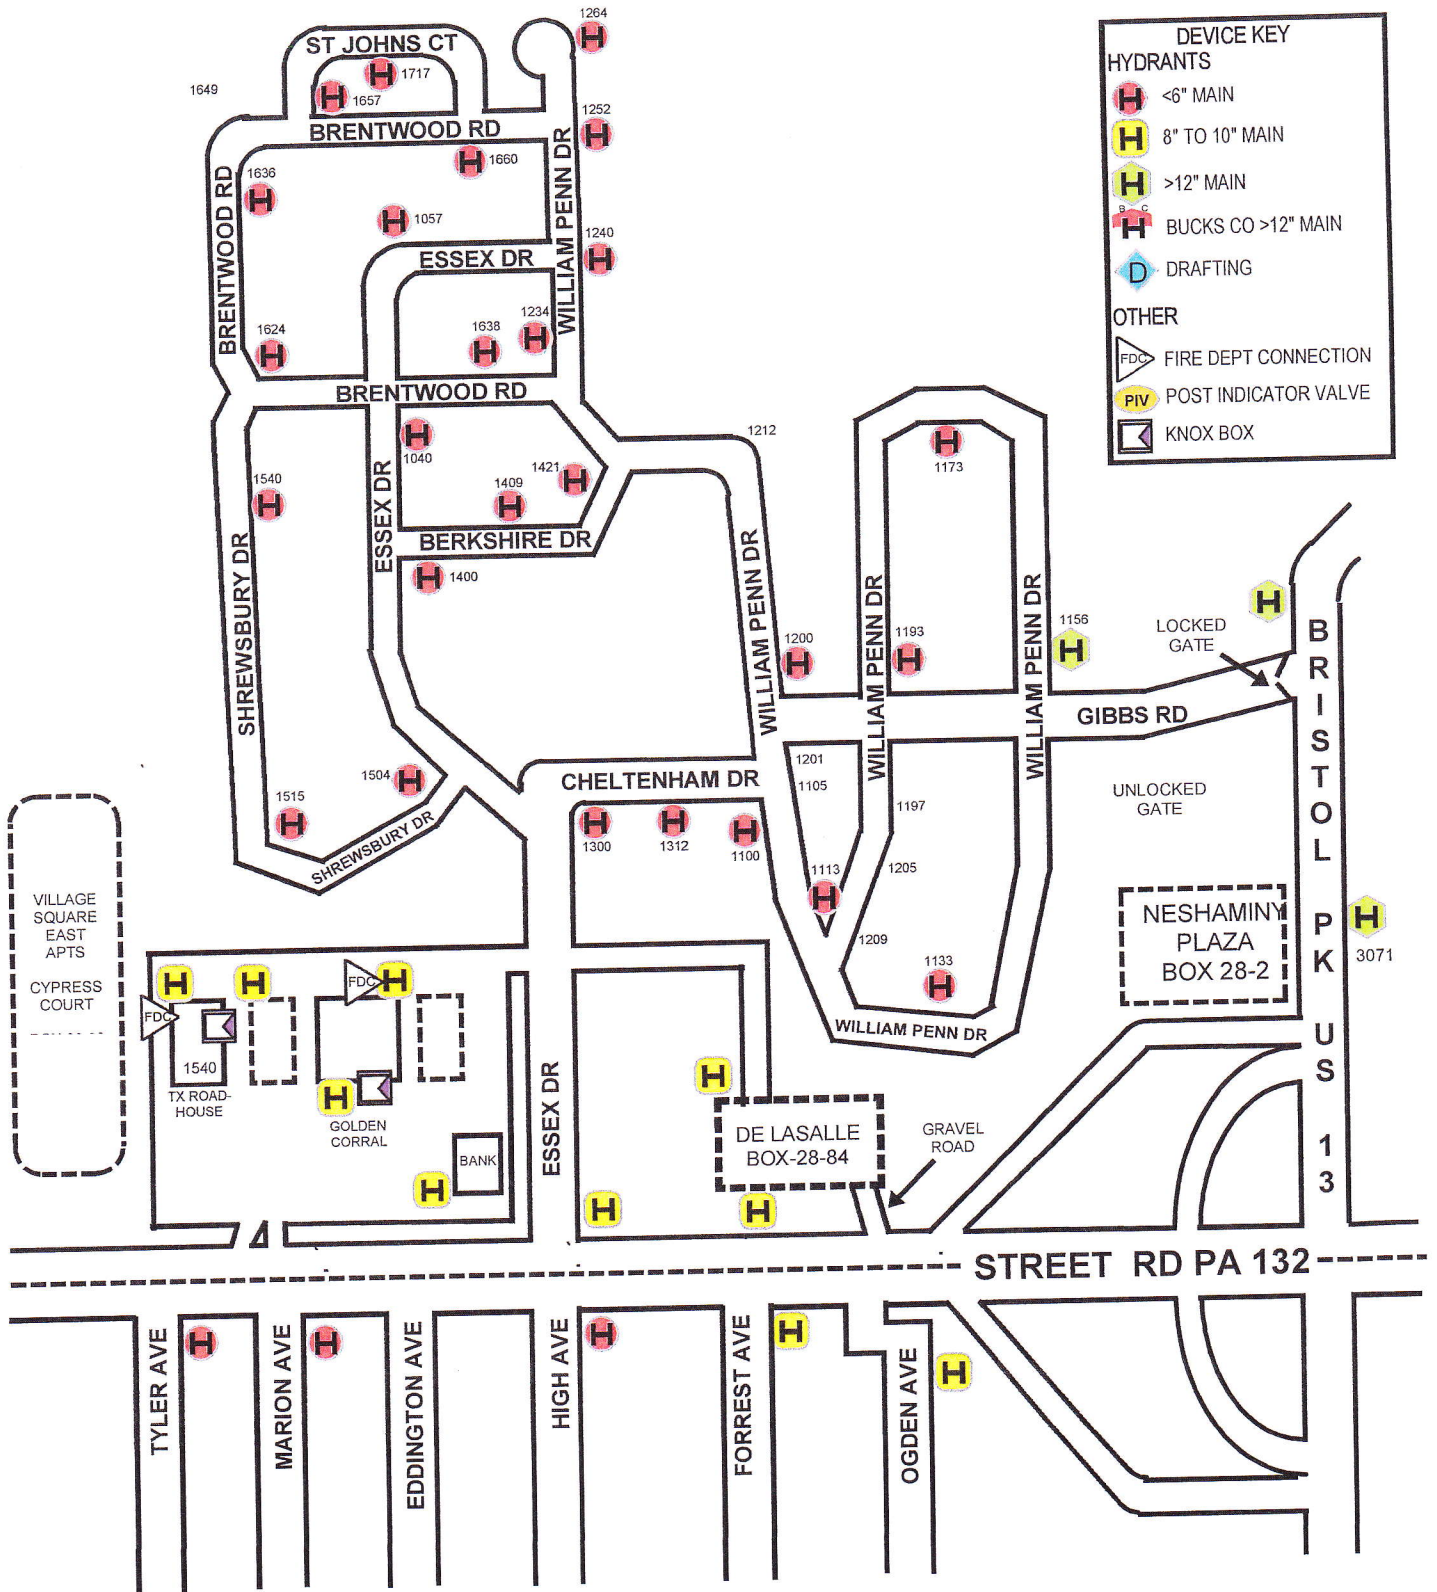 1264
H
ST JOHNS CT
H 1717
1649
H 1657
1252
H
BRENTWOOD RD
H 1660
WILLIAM PENN DR
1636
H
BRENTWOOD RD
H 1057
1240
H
ESSEX DR
1624
H
1638
H
1234
H
BRENTWOOD RD
H
1040
1421
H
1409
H
1212
1540
H
ESSEX DR
BERKSHIRE DR
H 1400
SHREWSBURY DR
WILLIAM PENN DR
1200
H
H
1173
WILLIAM PENN DR
1193
H
WILLIAM PENN DR
1156
H
H
LOCKED
GATE
GIBBS RD
BRISTOL PK US 13
1504
H
1515
H
SHREWSBURY DR
CHELTENHAM DR
H
1300
H
1312
H
1100
1201
1105
1197
1113
H
1205
1209
1133
H
WILLIAM PENN DR
UNLOCKED
GATE
NESHAMINY
PLAZA
BOX 28-2
H
3071
VILLAGE
SQUARE
EAST
APTS
CYPRESS
COURT
H
H
FDC
H
FDC
1540
TX ROAD-
HOUSE
H
GOLDEN
CORRAL
BANK
H
ESSEX DR
H
DE LASALLE
BOX-28-84
GRAVEL
ROAD
H
H
STREET RD PA 132
TYLER AVE
H
MARION AVE
H
EDDINGTON AVE
HIGH AVE
H
FORREST AVE
H
OGDEN AVE
H
DEVICE KEY
HYDRANTS
H <6" MAIN
H 8" TO 10" MAIN
H >12" MAIN
B C
H BUCKS CO >12" MAIN
D DRAFTING
OTHER
FDC FIRE DEPT CONNECTION
PIV POST INDICATOR VALVE
KNOX BOX